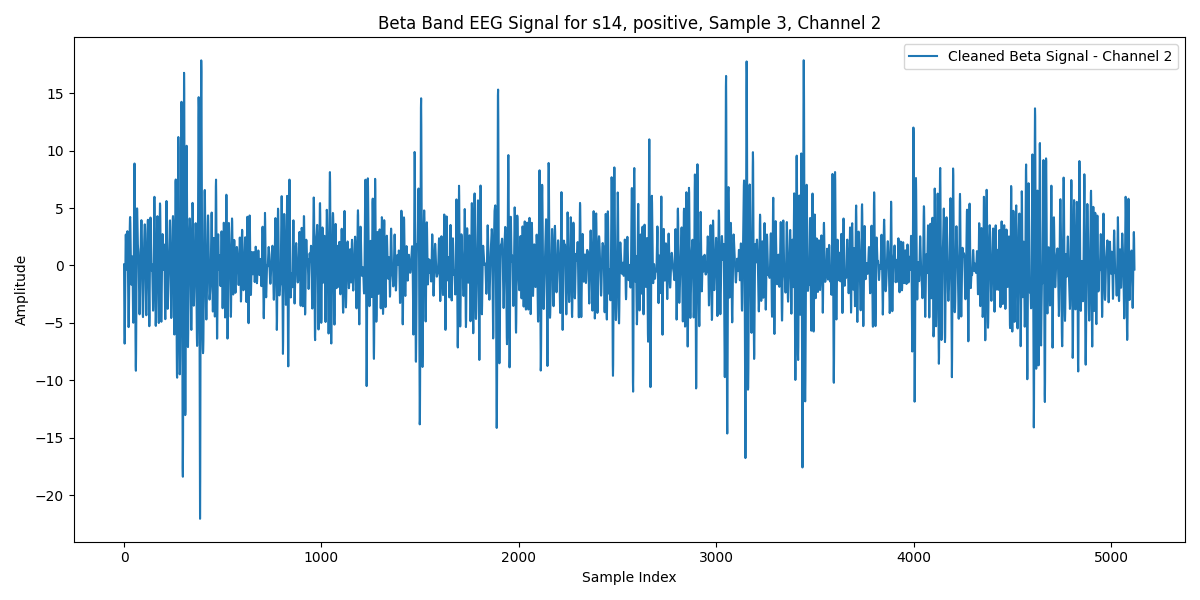 Beta Band EEG Signal for s14, positive, Sample 3, Channel 2
Cleaned Beta Signal - Channel 2
Amplitude
15
10
5
0
−5
−10
−15
−20
0 1000 2000 3000 4000 5000
Sample Index